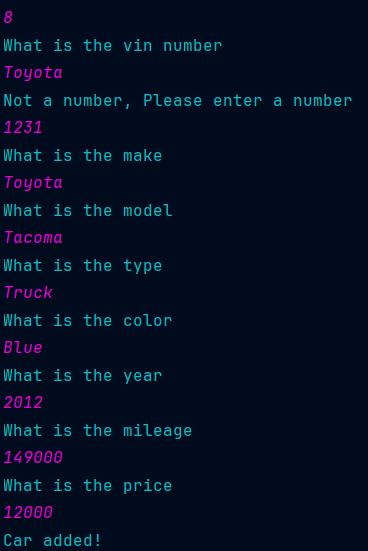 8
What is the vin number
Toyota
Not a number, Please enter a number
1231
What is the make
Toyota
What is the model
Tacoma
What is the type
Truck
What is the color
Blue
What is the year
2012
What is the mileage
149000
What is the price
12000
Car added!